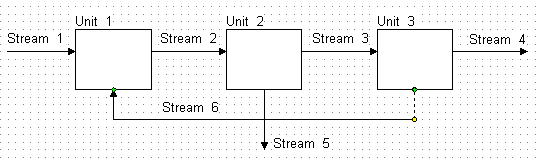 Unit 1
Unit 2
Unit 3
Stream 1
Stream 2
Stream 3
Stream 4
Stream 6
Stream 5